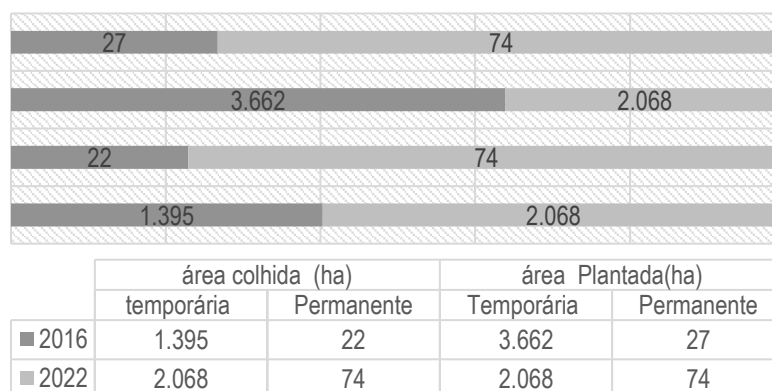 27 74
3.662 2.068
22 74
1.395 2.068
área colhida (ha) área Plantada(ha)
temporária Permanente Temporária Permanente
2016 1.395 22 3.662 27
2022 2.068 74 2.068 74